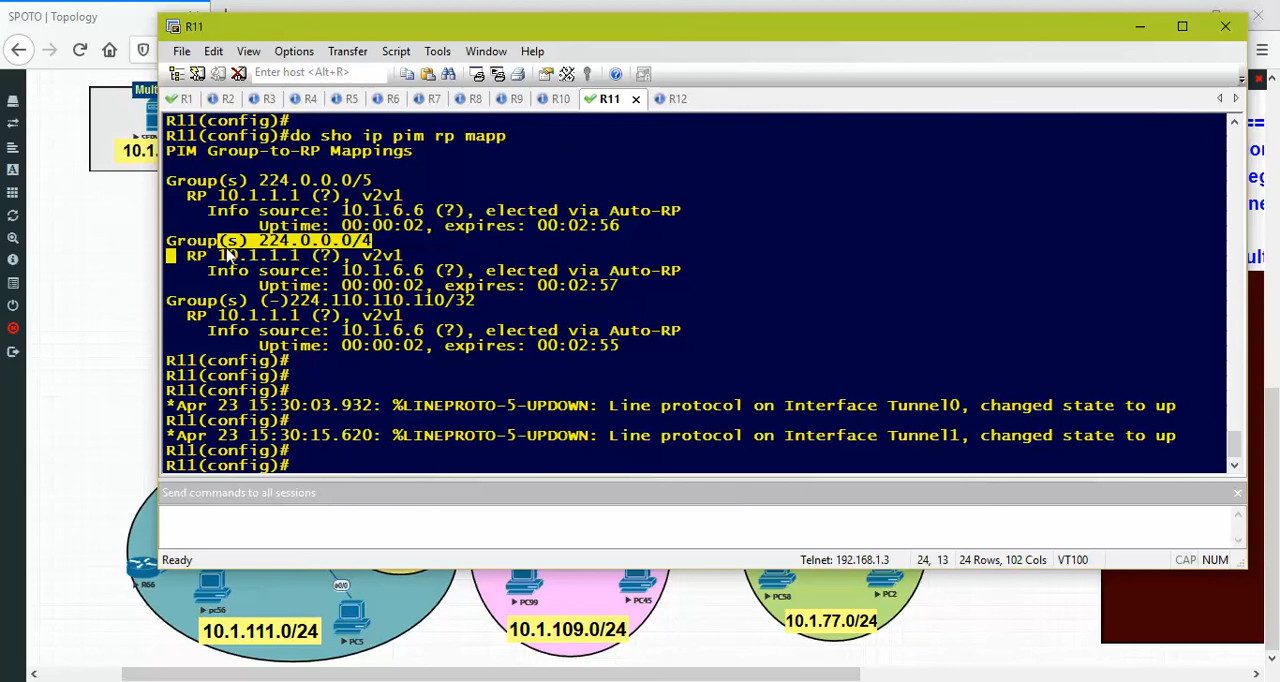 SPOTO | Topology
R11
File Edit View Options Transfer Script Tools Window Help
Enter host <Alt+R>
R1 R2 R3 R4 R5 R6 R7 R8 R9 R10 R11 R12
R11(config)#
R11(config)#do sho ip pim rp mapp
PIM Group-to-RP Mappings
Group(s) 224.0.0.0/5
RP 10.1.1.1 (?), v2v1
Info source: 10.1.6.6 (?), elected via Auto-RP
Uptime: 00:00:02, expires: 00:02:56
Group(s) 224.0.0.0/4
RP 10.1.1.1 (?), v2v1
Info source: 10.1.6.6 (?), elected via Auto-RP
Uptime: 00:00:02, expires: 00:02:57
Group(s) (-)224.110.110.110/32
RP 10.1.1.1 (?), v2v1
Info source: 10.1.6.6 (?), elected via Auto-RP
Uptime: 00:00:02, expires: 00:02:55
R11(config)#
R11(config)#
R11(config)#
*Apr 23 15:30:03.932: %LINEPROTO-5-UPDOWN: Line protocol on Interface Tunnel0, changed state to up
R11(config)#
*Apr 23 15:30:15.620: %LINEPROTO-5-UPDOWN: Line protocol on Interface Tunnel1, changed state to up
R11(config)#
R11(config)#
Send commands to all sessions
Ready Telnet: 192.168.1.3 24, 13 24 Rows, 102 Cols VT100 CAP NUM
Mult
10.1.
R66
pc56
e0/0
PC5
10.1.111.0/24
PC99
PC45
10.1.109.0/24
PC58
PC2
10.1.77.0/24